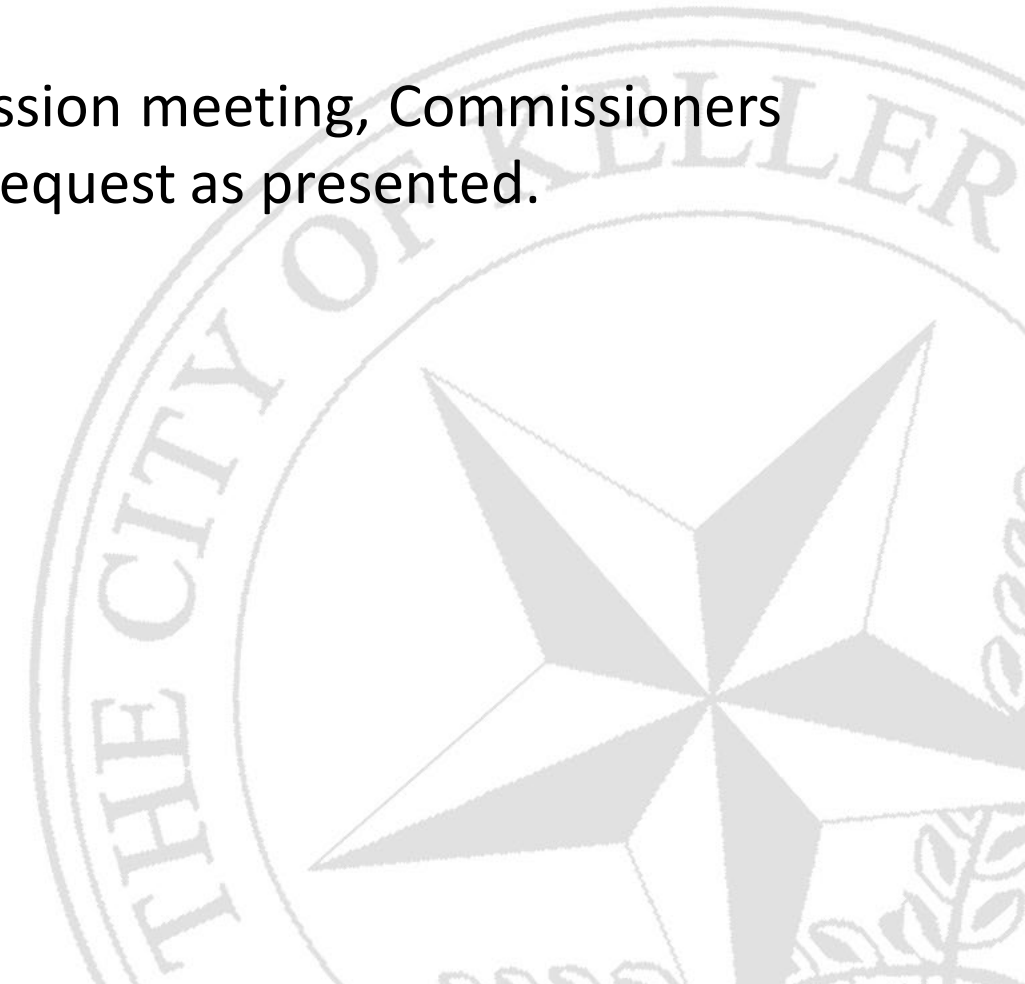 ssion meeting, Commissioners
equest as presented.
THE CITY OF KELLER